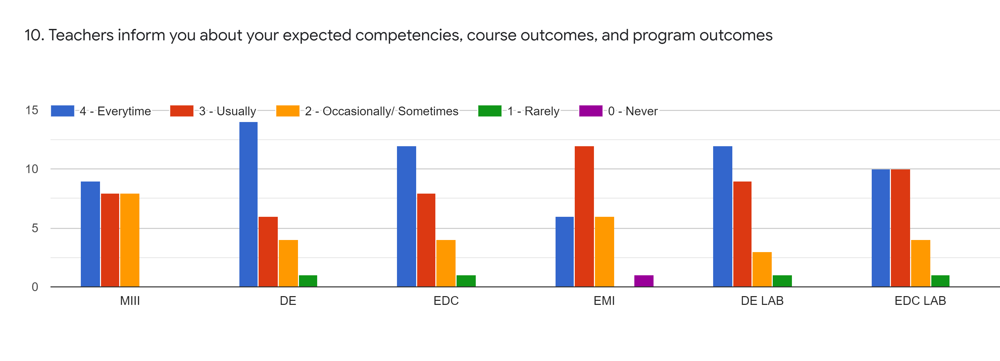 10. Teachers inform you about your expected competencies, course outcomes, and program outcomes
15 4 - Everytime 3 - Usually 2 - Occasionally/ Sometimes 1 - Rarely 0 - Never
10
5
0
MIII DE EDC EMI DE LAB EDC LAB